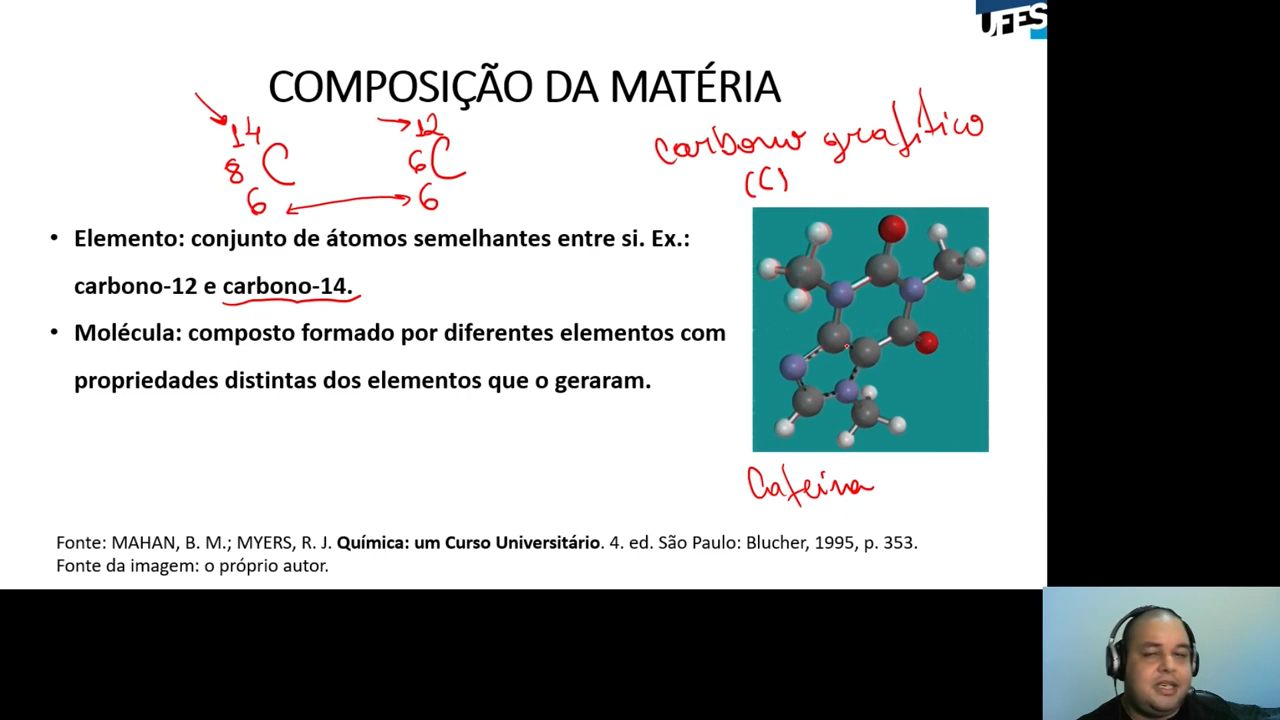 UFES
COMPOSIÇÃO DA MATÉRIA
14 12
8 C 6 C
6 6
carbono grafítico
(C)
• Elemento: conjunto de átomos semelhantes entre si. Ex.:
carbono-12 e carbono-14.
• Molécula: composto formado por diferentes elementos com
propriedades distintas dos elementos que o geraram.
Cafeina
Fonte: MAHAN, B. M.; MYERS, R. J. Química: um Curso Universitário. 4. ed. São Paulo: Blucher, 1995, p. 353.
Fonte da imagem: o próprio autor.